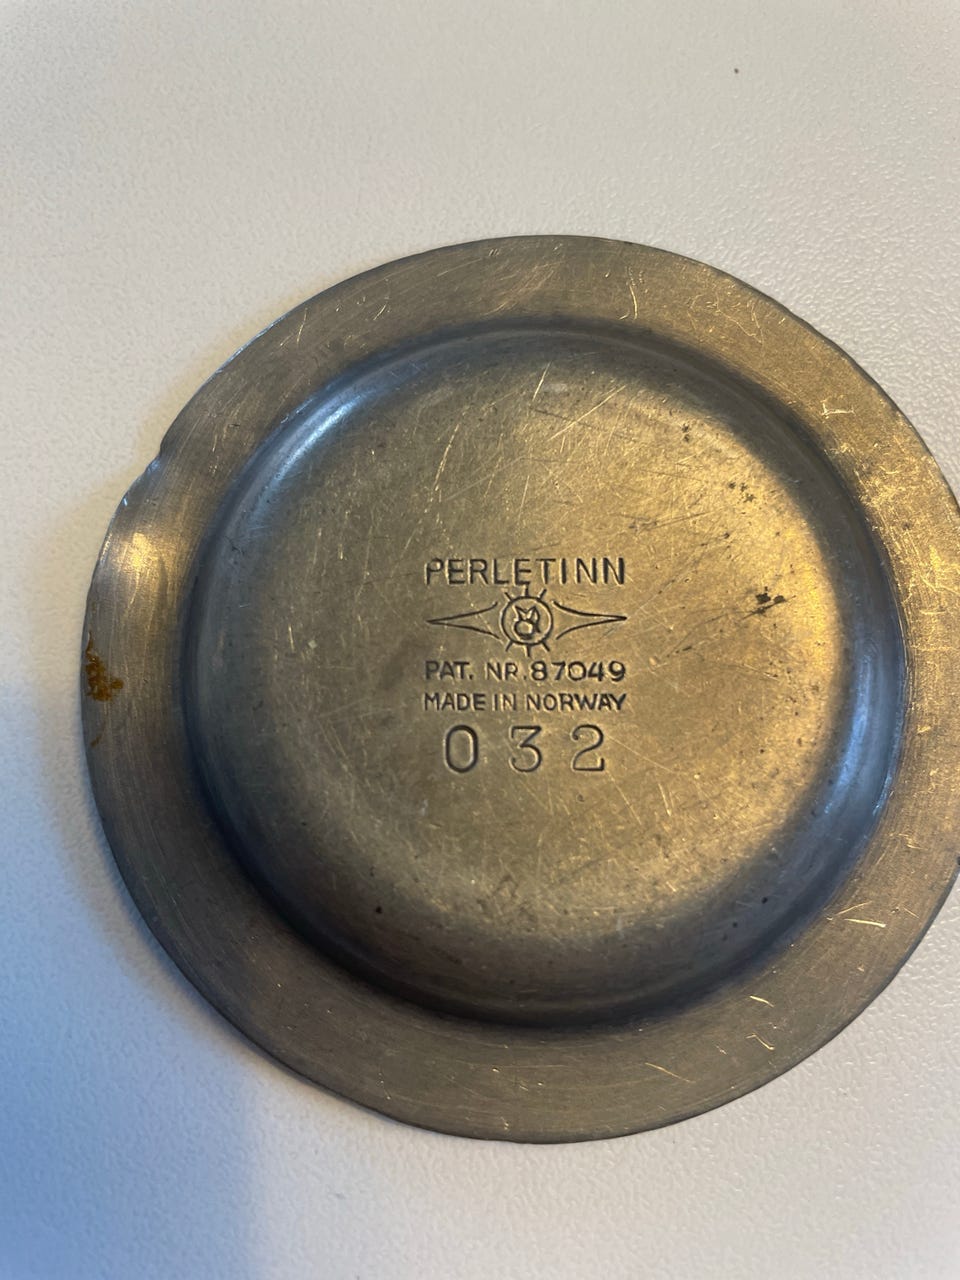 PERLETINN
PAT. NR. 87049
MADE IN NORWAY
032